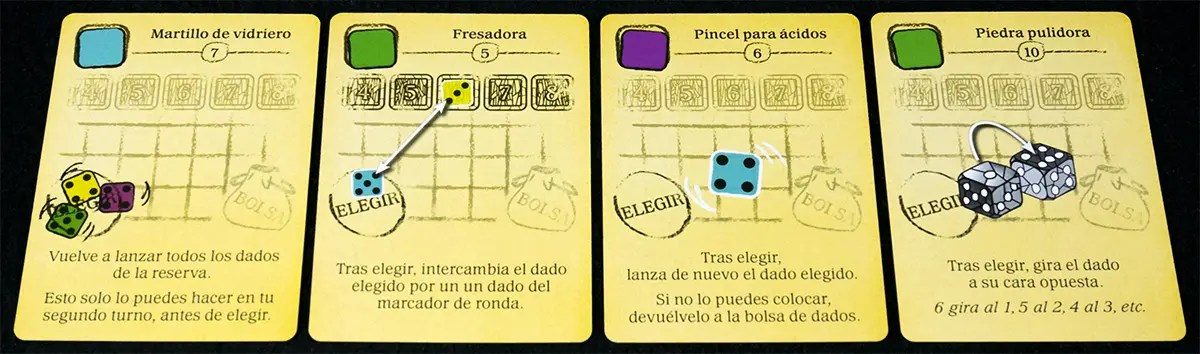 Martillo de vidriero
7
4 5 6 7 8
ELEGIR
BOLSA
Vuelve a lanzar todos los dados
de la reserva.
Esto solo lo puedes hacer en tu
segundo turno, antes de elegir.
Fresadora
5
4 5 7 8
ELEGIR
BOLSA
Tras elegir, intercambia el dado
elegido por un un dado del
marcador de ronda.
Pincel para ácidos
6
4 5 6 7 8
ELEGIR
BOLSA
Tras elegir,
lanza de nuevo el dado elegido.
Si no lo puedes colocar,
devuélvelo a la bolsa de dados.
Piedra pulidora
10
4 5 6 7 8
ELEGIR
BOLSA
Tras elegir, gira el dado
a su cara opuesta.
6 gira al 1, 5 al 2, 4 al 3, etc.